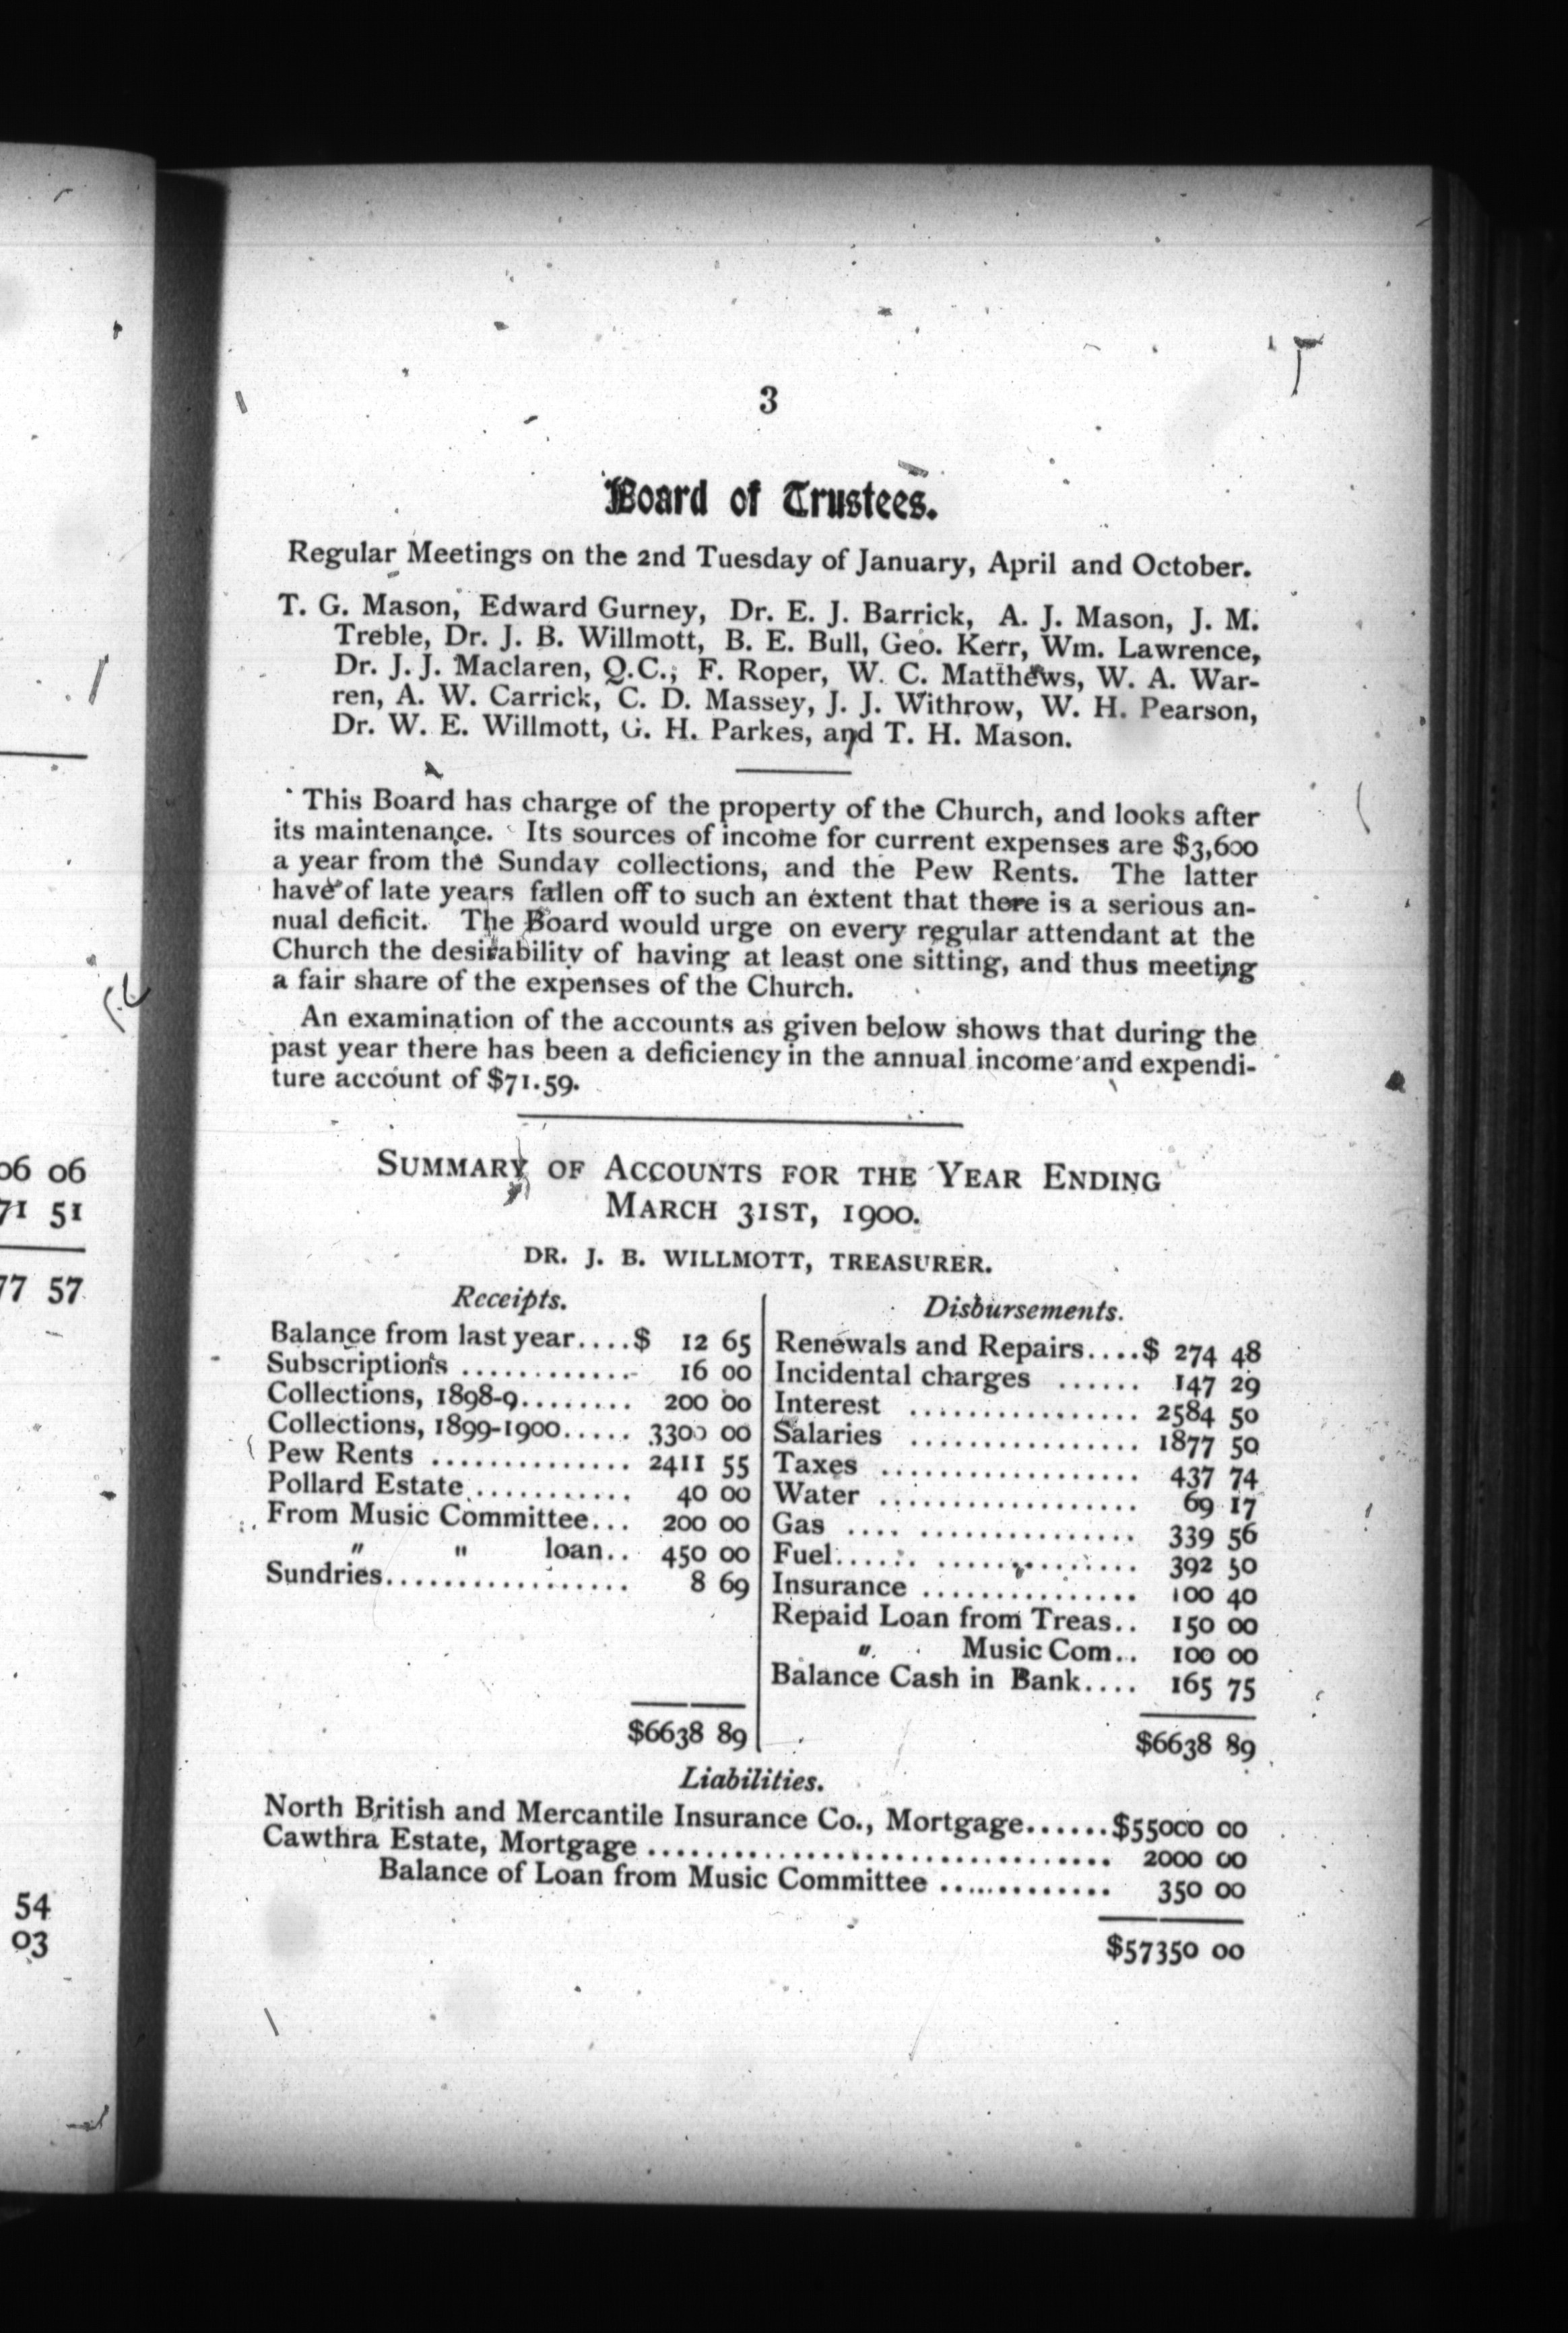 3
Board of Trustees.
Regular Meetings on the 2nd Tuesday of January, April and October.
T. G. Mason, Edward Gurney, Dr. E. J. Barrick, A. J. Mason, J. M.
Treble, Dr. J. B. Willmott, B. E. Bull, Geo. Kerr, Wm. Lawrence,
Dr. J. J. Maclaren, Q.C.; F. Roper, W. C. Matthews, W. A. War-
ren, A. W. Carrick, C. D. Massey, J. J. Withrow, W. H. Pearson,
Dr. W. E. Willmott, G. H. Parkes, and T. H. Mason.
This Board has charge of the property of the Church, and looks after
its maintenance. Its sources of income for current expenses are $3,600
a year from the Sunday collections, and the Pew Rents. The latter
have of late years fallen off to such an extent that there is a serious an-
nual deficit. The Board would urge on every regular attendant at the
Church the desirability of having at least one sitting, and thus meeting
a fair share of the expenses of the Church.
An examination of the accounts as given below shows that during the
past year there has been a deficiency in the annual income and expendi-
ture account of $71.59.
SUMMARY OF ACCOUNTS FOR THE YEAR ENDING
MARCH 31ST, 1900.
DR. J. B. WILLMOTT, TREASURER.
Receipts.
Balance from last year....$ 12 65
Subscriptions ............ 16 00
Collections, 1898-9........ 200 00
Collections, 1899-1900..... 3300 00
Pew Rents .............. 2411 55
Pollard Estate ........... 40 00
From Music Committee... 200 00
" " loan.. 450 00
Sundries................. 8 69
$6638 89
Disbursements.
Renewals and Repairs....$ 274 48
Incidental charges ...... 147 29
Interest ................ 2584 50
Salaries ................ 1877 50
Taxes .................. 437 74
Water .................. 69 17
Gas .... ............... 339 56
Fuel...... .............. 392 50
Insurance ............... 100 40
Repaid Loan from Treas.. 150 00
" Music Com.. 100 00
Balance Cash in Bank.... 165 75
$6638 89
Liabilities.
North British and Mercantile Insurance Co., Mortgage......$55000 00
Cawthra Estate, Mortgage ................................ 2000 00
Balance of Loan from Music Committee ............ 350 00
$57350 00
06 06
71 51
77 57
54
03